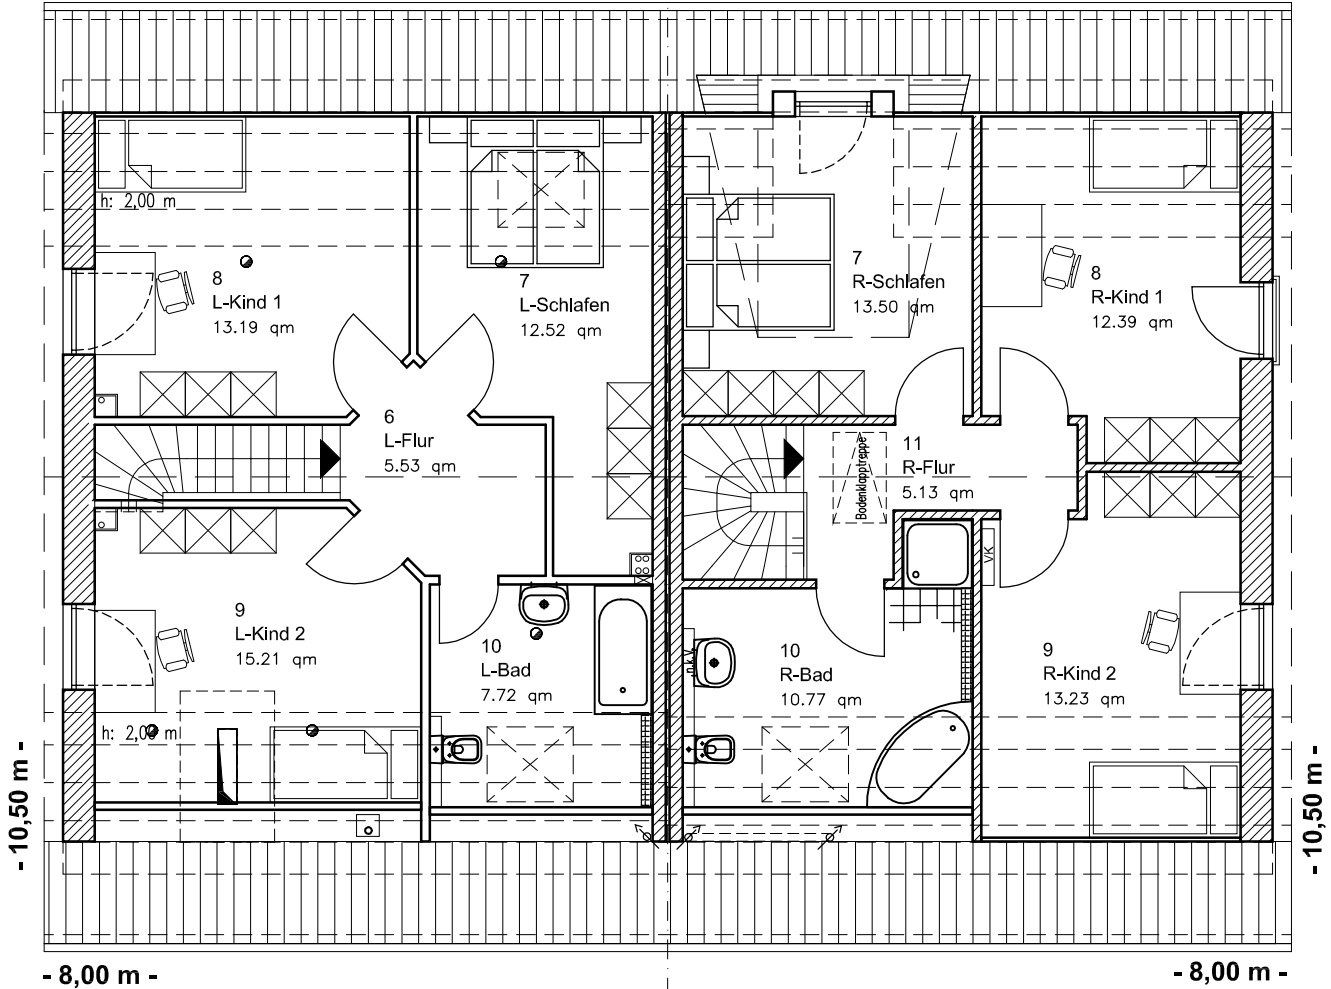 h: 2,00 m
8
L-Kind 1
13.19 qm
7
L-Schlafen
12.52 qm
7
R-Schlafen
13.50 qm
8
R-Kind 1
12.39 qm
6
L-Flur
5.53 qm
Bodenklapptreppe
11
R-Flur
5.13 qm
VK
9
L-Kind 2
15.21 qm
10
L-Bad
7.72 qm
10
R-Bad
10.77 qm
9
R-Kind 2
13.23 qm
h: 2,00 m
- 10,50 m -
- 10,50 m -
- 8,00 m -
- 8,00 m -